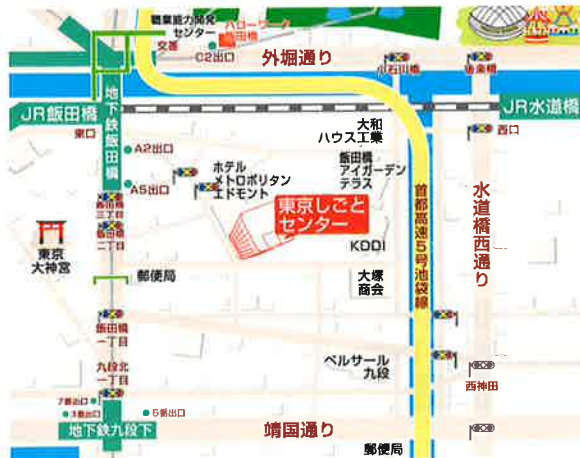 職業能力開発
センター
ハローワーク
飯田橋
交番
C2出口
外堀通り
小石川橋
後楽橋
JR飯田橋
地下鉄飯田橋
JR水道橋
東口
西口
大和
ハウス工業
A2出口
A5出口
ホテル
メトロポリタン
エドモント
飯田橋
アイガーデン
テラス
東京しごと
センター
首都高速5号池袋線
水道橋西通り
飯田橋
三丁目
飯田橋
二丁目
東京
大神宮
KDDI
郵便局
大塚
商会
飯田橋
一丁目
ベルサール
九段
九段北
一丁目
西神田
7番出口
3番出口
5番出口
地下鉄九段下
靖国通り
郵便局